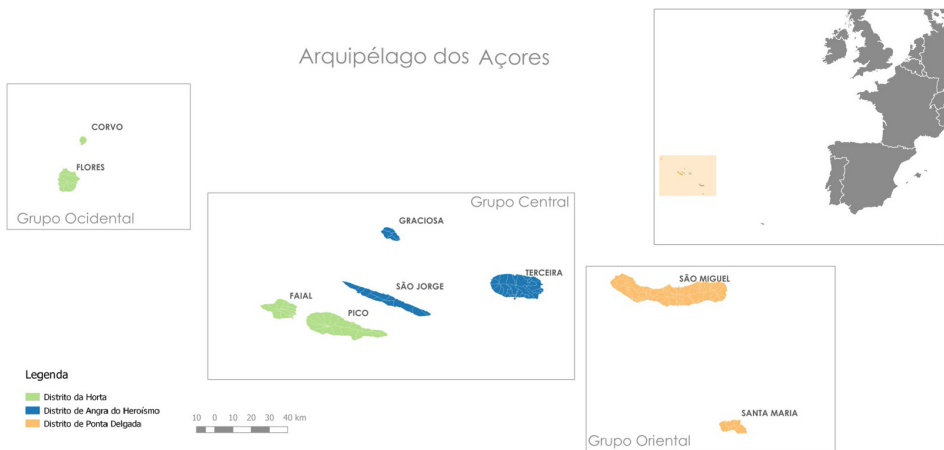 Arquipélago dos Açores
CORVO
FLORES
Grupo Ocidental
Grupo Central
GRACIOSA
TERCEIRA
SÃO JORGE
FAIAL
PICO
SÃO MIGUEL
SANTA MARIA
Grupo Oriental
Legenda
Distrito da Horta
Distrito de Angra do Heroísmo
Distrito de Ponta Delgada
10 0 10 20 30 40 km